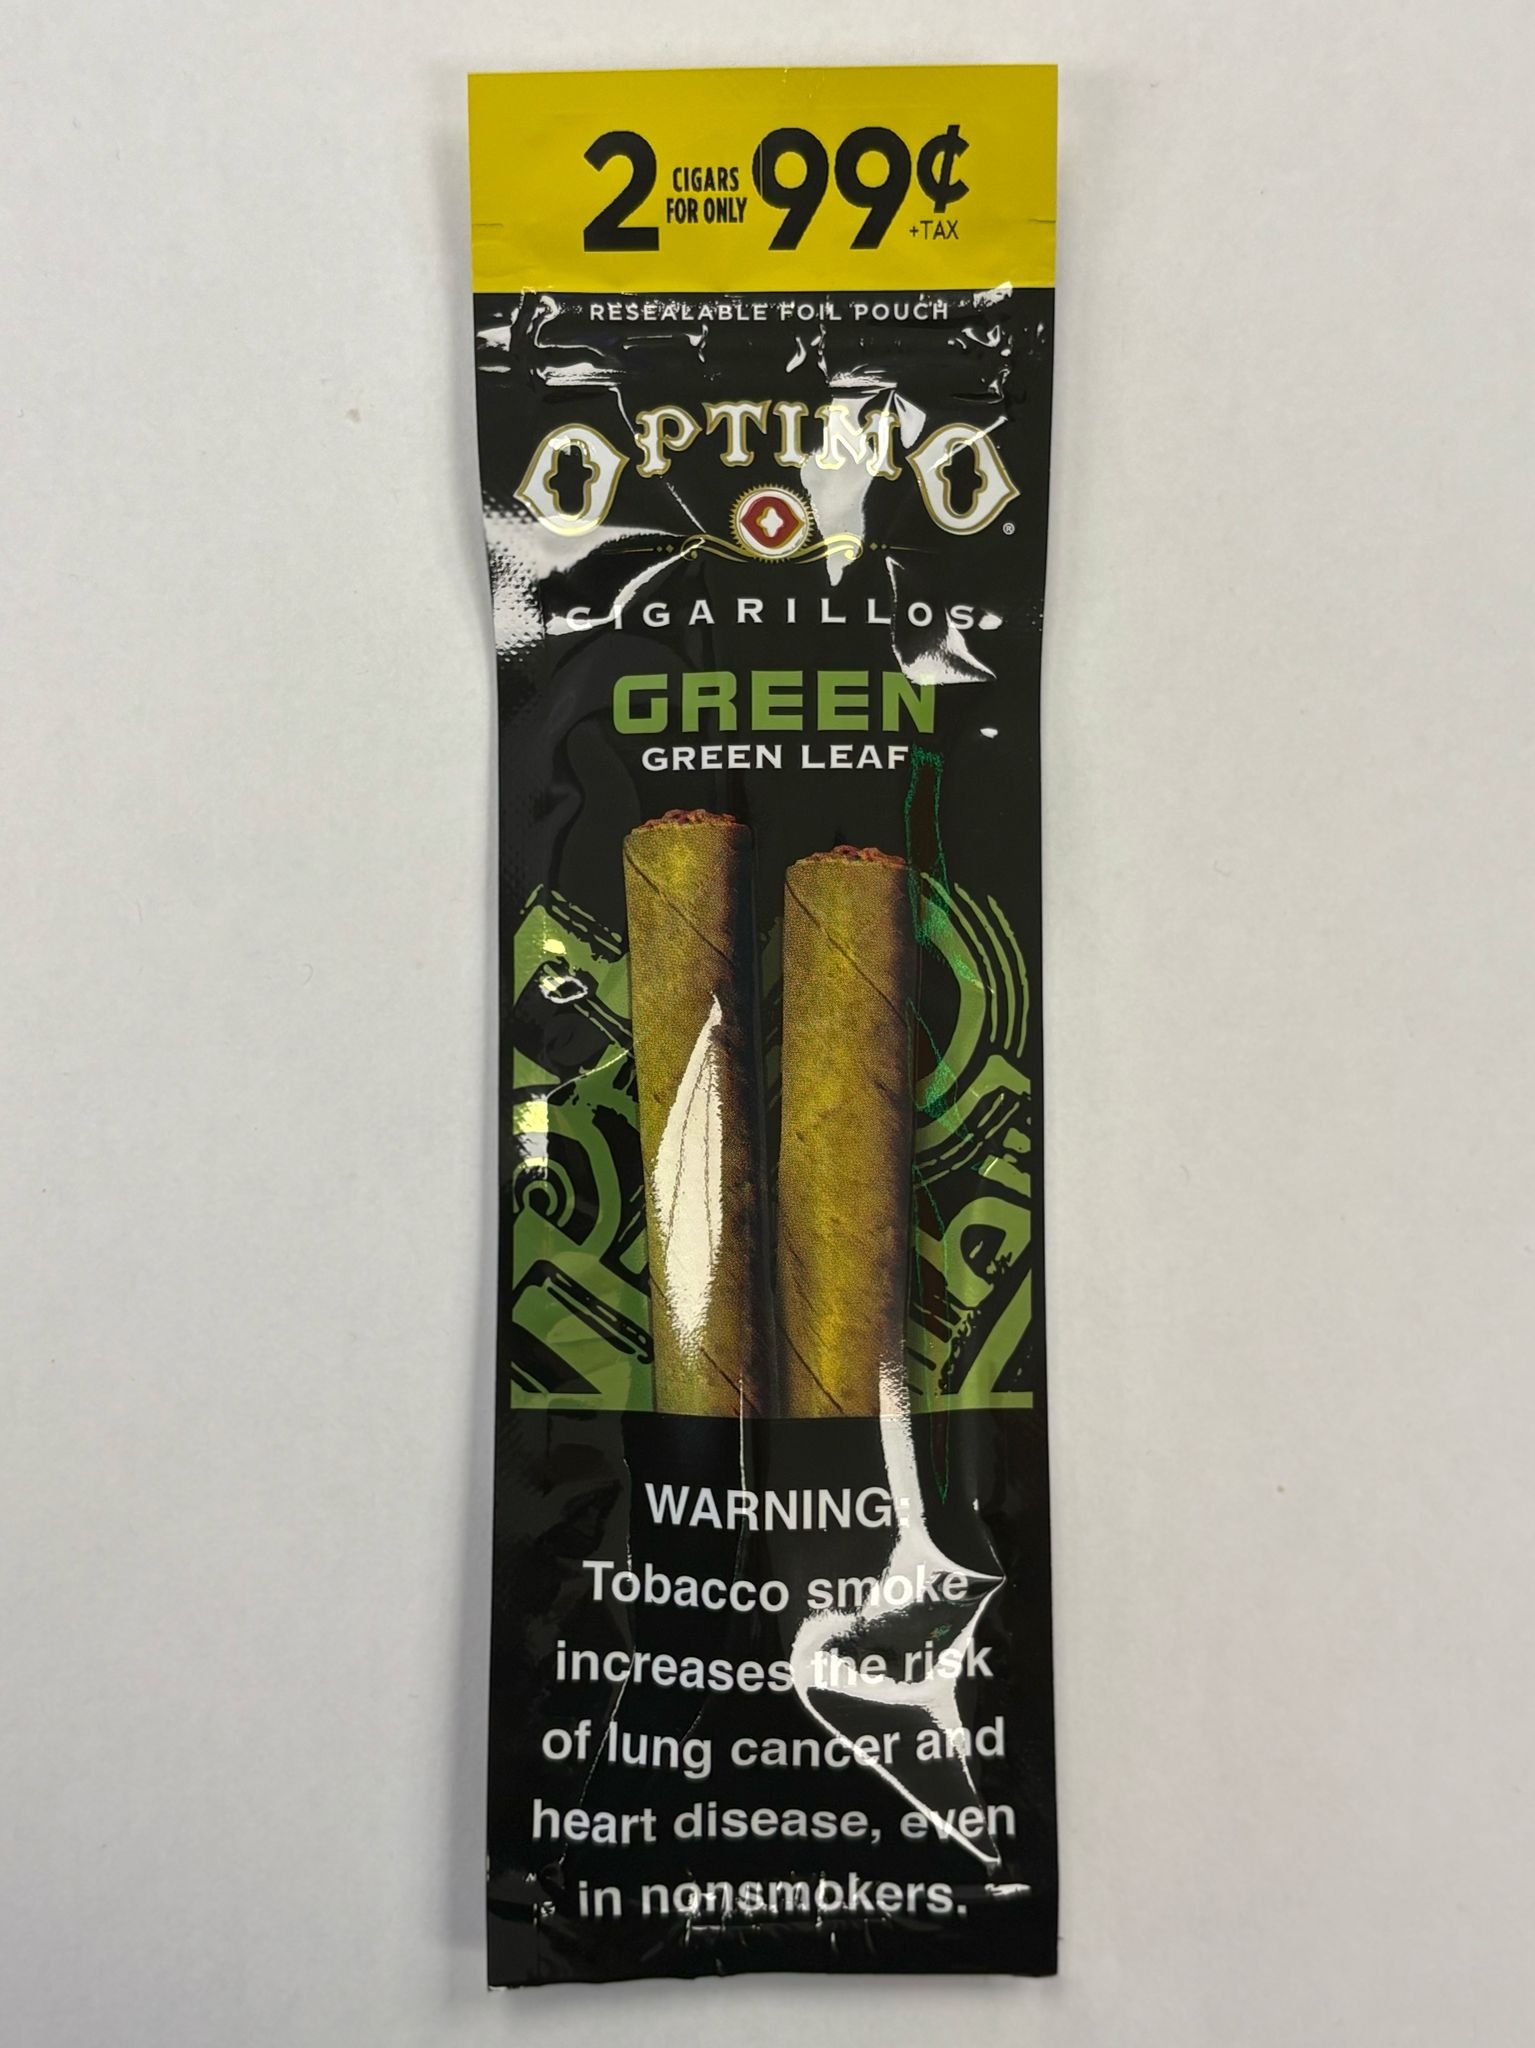 2 CIGARS FOR ONLY 99¢ +TAX
RESEALABLE FOIL POUCH
OPTIMO®
CIGARILLOS
GREEN
GREEN LEAF
WARNING:
Tobacco smoke
increases the risk
of lung cancer and
heart disease, even
in nonsmokers.